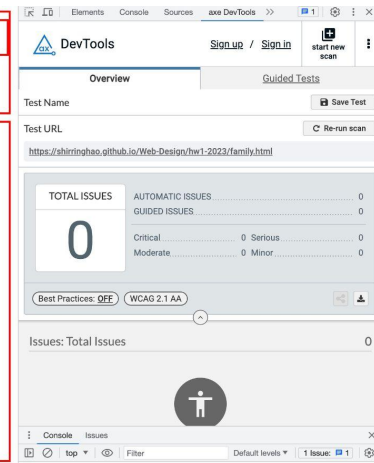 Elements Console Sources axe DevTools >> 1
ax DevTools Sign up / Sign in start new scan
Overview Guided Tests
Test Name Save Test
Test URL Re-run scan
https://shirringhao.github.io/Web-Design/hw1-2023/family.html
TOTAL ISSUES
0
AUTOMATIC ISSUES 0
GUIDED ISSUES 0
Critical 0 Serious 0
Moderate 0 Minor 0
Best Practices: OFF WCAG 2.1 AA
Issues: Total Issues 0
Console Issues
top Filter Default levels 1 Issue: 1